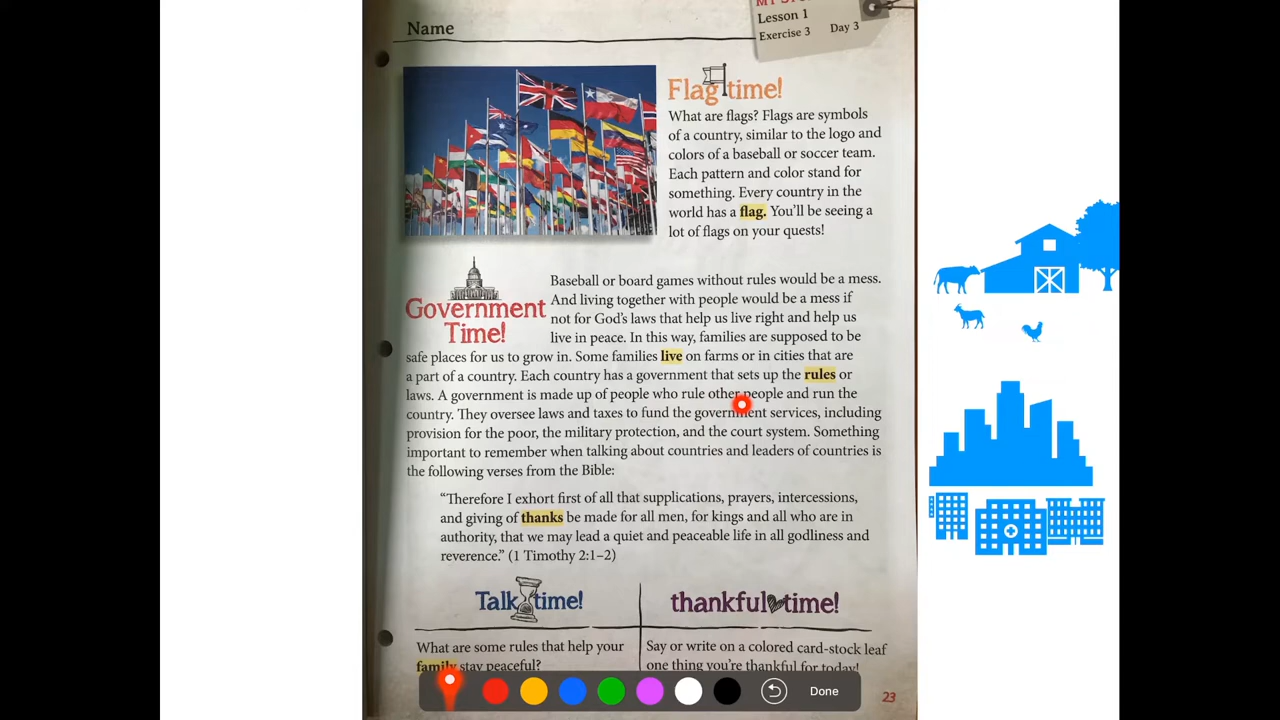 Name
Lesson 1
Exercise 3 Day 3
Flag time!
What are flags? Flags are symbols
of a country, similar to the logo and
colors of a baseball or soccer team.
Each pattern and color stand for
something. Every country in the
world has a flag. You'll be seeing a
lot of flags on your quests!
Government
Time!
Baseball or board games without rules would be a mess.
And living together with people would be a mess if
not for God's laws that help us live right and help us
live in peace. In this way, families are supposed to be
safe places for us to grow in. Some families live on farms or in cities that are
a part of a country. Each country has a government that sets up the rules or
laws. A government is made up of people who rule other people and run the
country. They oversee laws and taxes to fund the government services, including
provision for the poor, the military protection, and the court system. Something
important to remember when talking about countries and leaders of countries is
the following verses from the Bible:
"Therefore I exhort first of all that supplications, prayers, intercessions,
and giving of thanks be made for all men, for kings and all who are in
authority, that we may lead a quiet and peaceable life in all godliness and
reverence." (1 Timothy 2:1–2)
Talk time!
What are some rules that help your
family stay peaceful?
thankful time!
Say or write on a colored card-stock leaf
one thing you're thankful for today!
Done
23